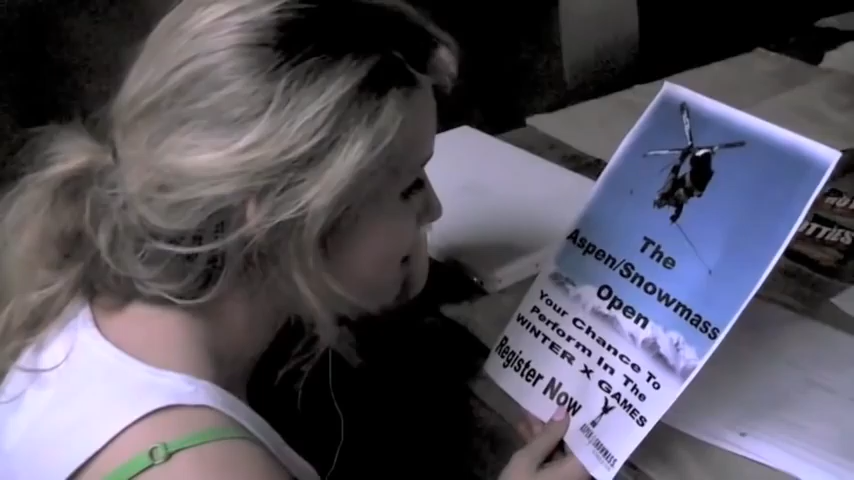 The
Aspen/Snowmass
Open
Your Chance To
Perform In The
WINTER X GAMES
Register Now